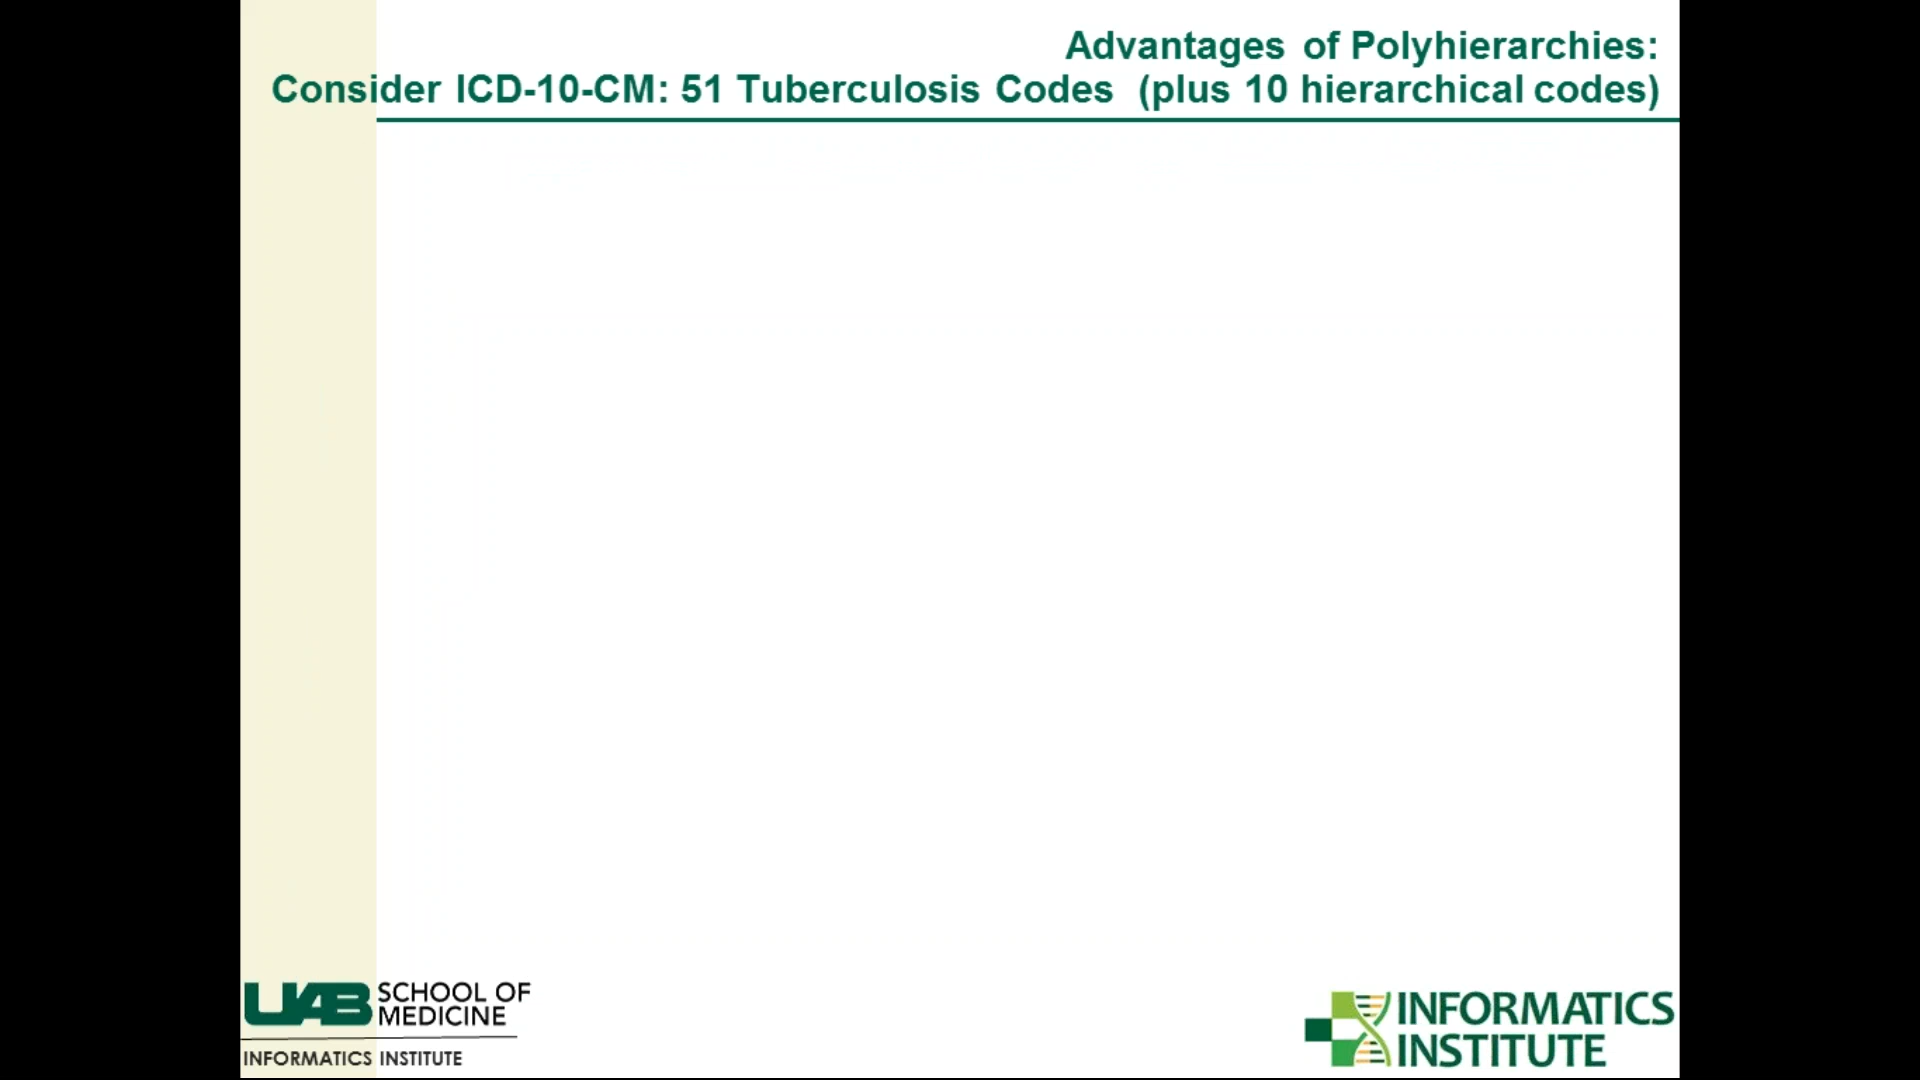 Advantages of Polyhierarchies:
Consider ICD-10-CM: 51 Tuberculosis Codes (plus 10 hierarchical codes)
UAB SCHOOL OF
MEDICINE
INFORMATICS INSTITUTE
INFORMATICS
INSTITUTE